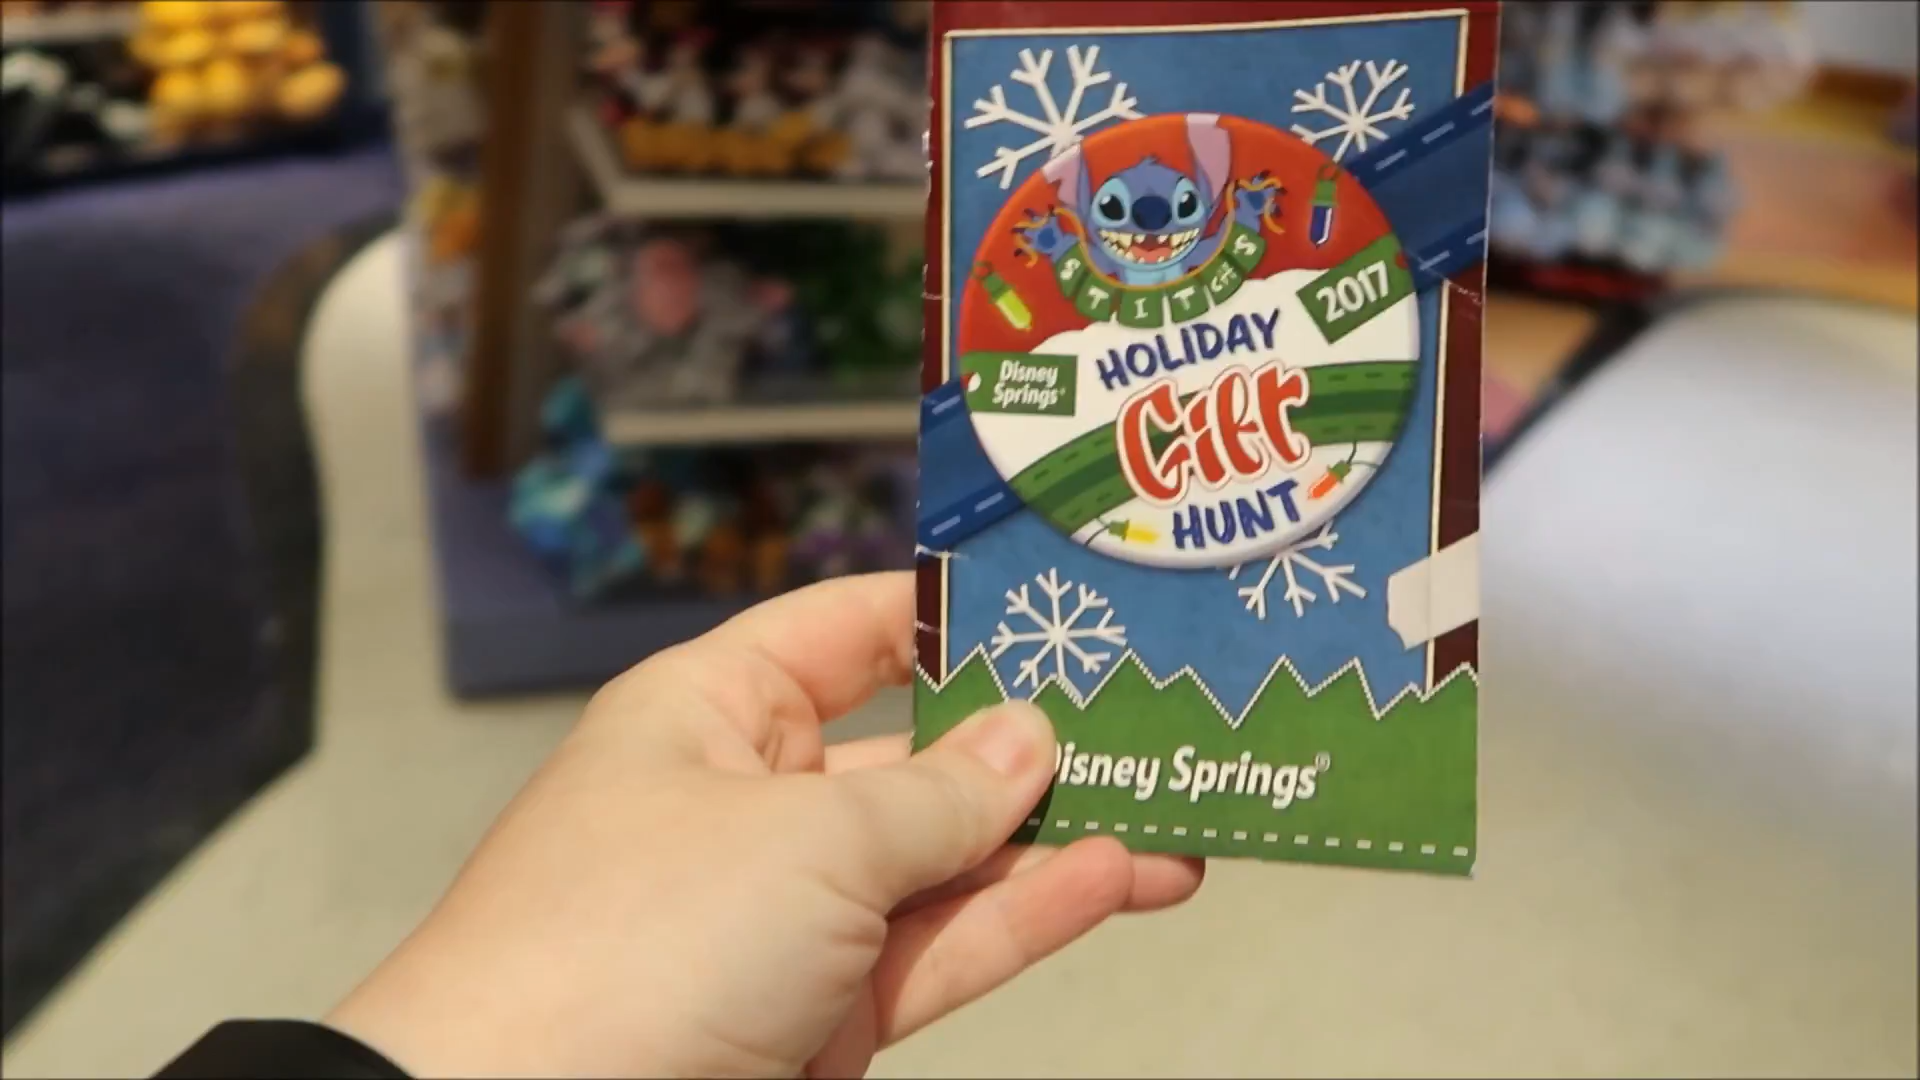 STITCH'S
2017
HOLIDAY
Disney
Springs®
Gift
HUNT
Disney Springs®